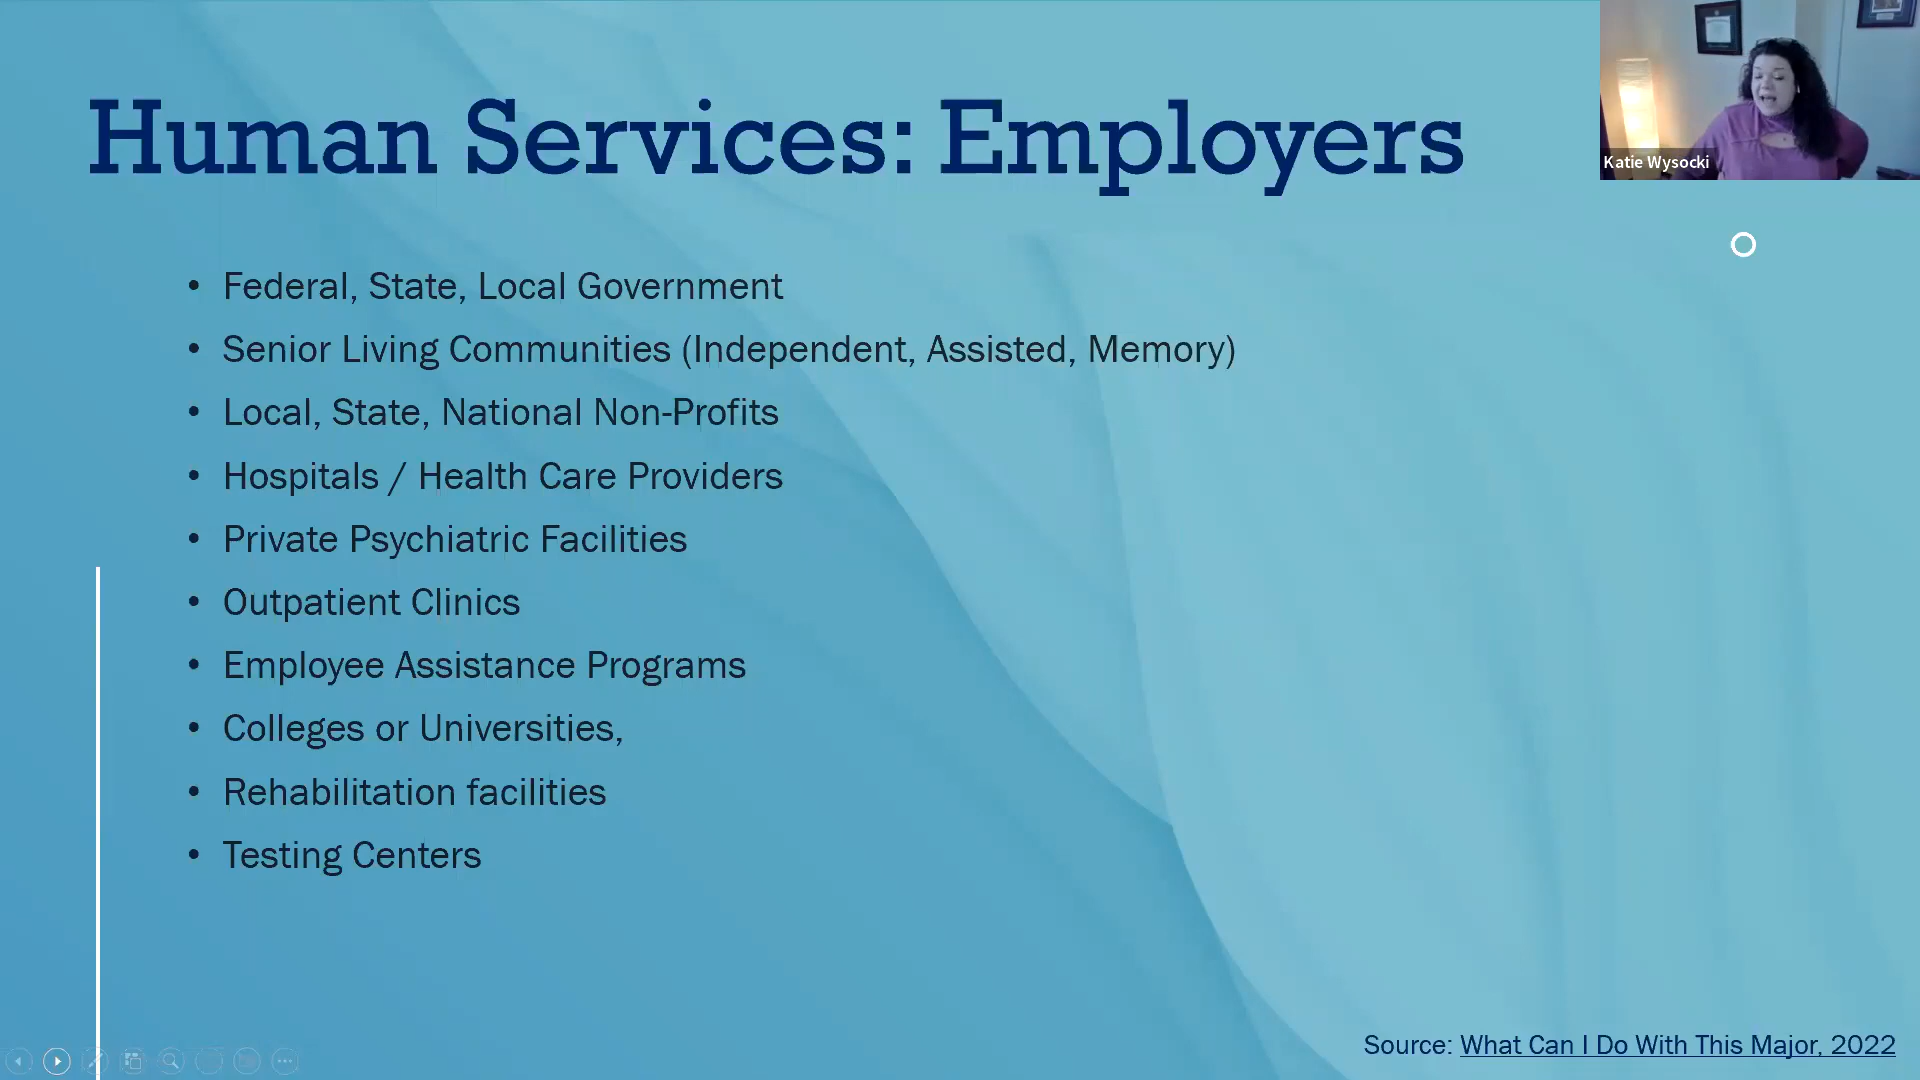 Human Services: Employers
Katie Wysocki
• Federal, State, Local Government
• Senior Living Communities (Independent, Assisted, Memory)
• Local, State, National Non-Profits
• Hospitals / Health Care Providers
• Private Psychiatric Facilities
• Outpatient Clinics
• Employee Assistance Programs
• Colleges or Universities,
• Rehabilitation facilities
• Testing Centers
Source: What Can I Do With This Major, 2022